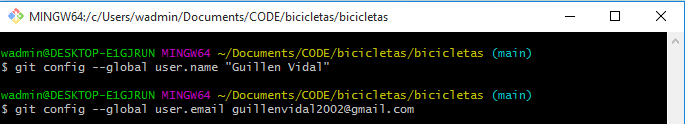 MINGW64:/c/Users/wadmin/Documents/CODE/bicicletas/bicicletas
wadmin@DESKTOP-E1GJRUN MINGW64 ~/Documents/CODE/bicicletas/bicicletas (main)
$ git config --global user.name "Guillen Vidal"
wadmin@DESKTOP-E1GJRUN MINGW64 ~/Documents/CODE/bicicletas/bicicletas (main)
$ git config --global user.email guillenvidal2002@gmail.com